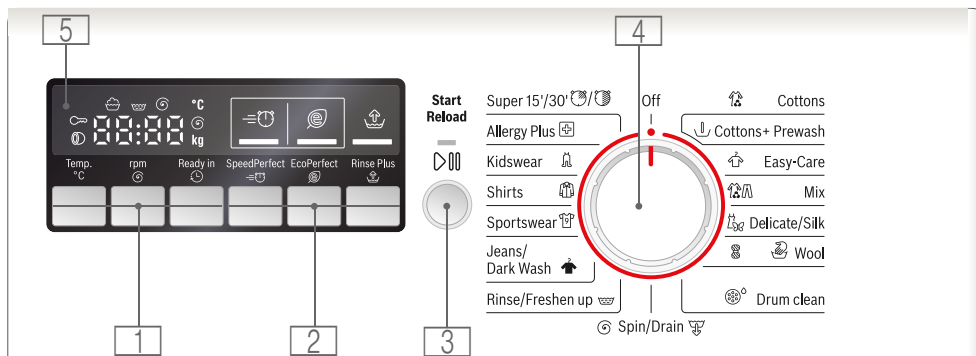 5
4
88:88
°C
kg
Temp.
°C
rpm
Ready in
SpeedPerfect
EcoPerfect
Rinse Plus
Start
Reload
Super 15'/30' /
Allergy Plus
Kidswear
Shirts
Sportswear
Jeans/
Dark Wash
Rinse/Freshen up
Off
Cottons
Cottons+ Prewash
Easy-Care
Mix
Delicate/Silk
Wool
Drum clean
Spin/Drain
1
2
3